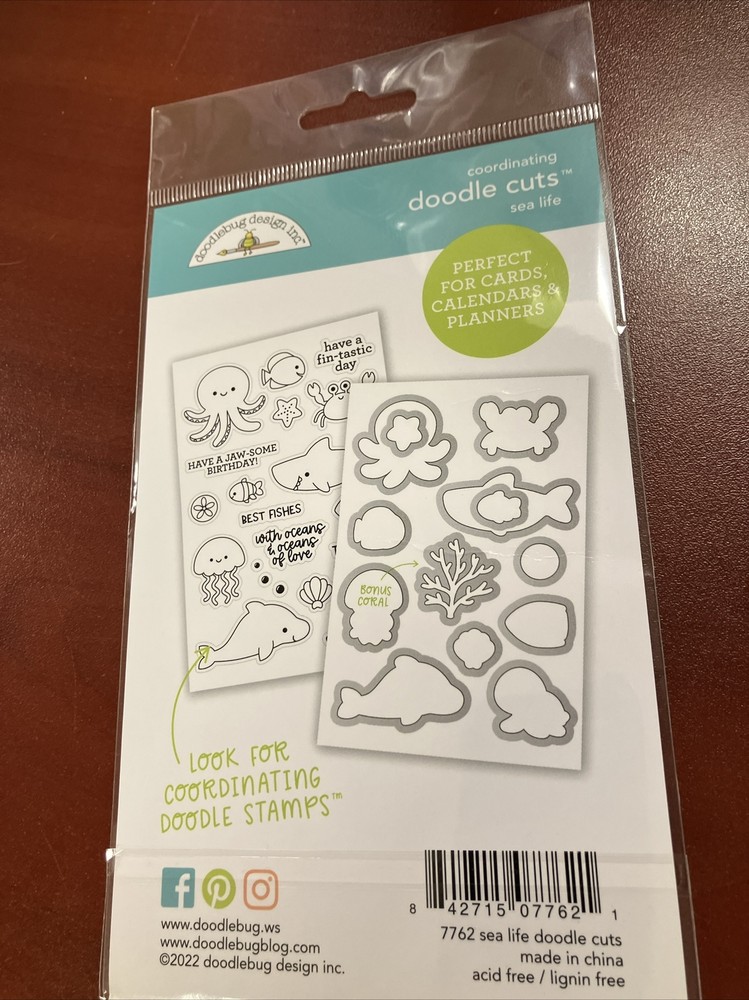 coordinating
doodle cuts™
sea life
doodlebug design inc.™
PERFECT
FOR CARDS,
CALENDARS &
PLANNERS
have a
fin-tastic
day
HAVE A JAW-SOME
BIRTHDAY!
BEST FISHES
with oceans
& oceans
of love
BONUS
CORAL
LOOK FOR
COORDINATING
DOODLE STAMPS™
www.doodlebug.ws
www.doodlebugblog.com
©2022 doodlebug design inc.
8 42715 07762 1
7762 sea life doodle cuts
made in china
acid free / lignin free